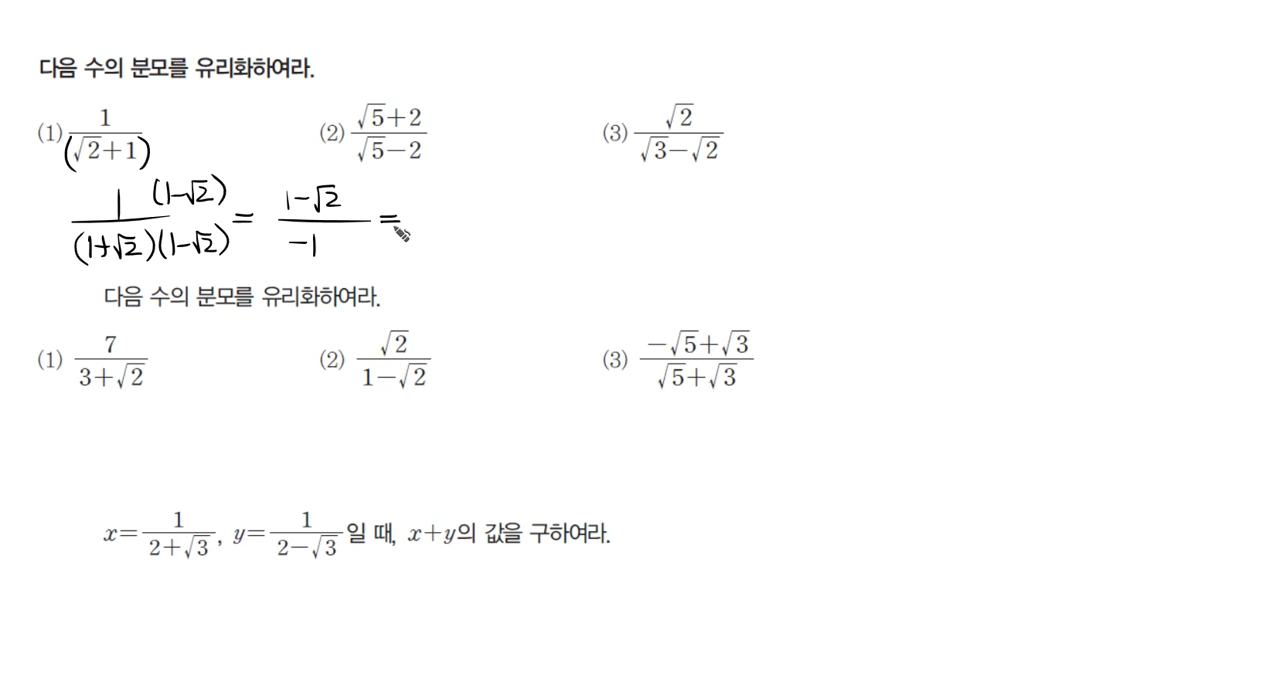 다음 수의 분모를 유리화하여라.
(1) 1/(√2+1) (2) (√5+2)/(√5−2) (3) √2/(√3−√2)
1(1−√2)/((1+√2)(1−√2)) = (1−√2)/(−1) =
다음 수의 분모를 유리화하여라.
(1) 7/(3+√2) (2) √2/(1−√2) (3) (−√5+√3)/(√5+√3)
x=1/(2+√3), y=1/(2−√3)일 때, x+y의 값을 구하여라.